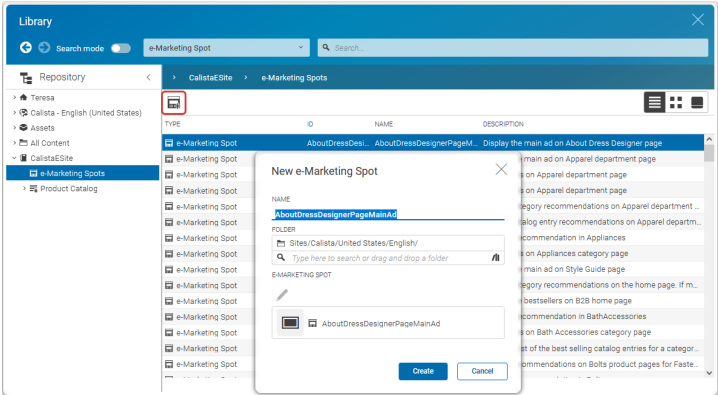 Library
Search mode
e-Marketing Spot
Search...
Repository
CalistaESite
e-Marketing Spots
Teresa
Calista - English (United States)
Assets
All Content
CalistaESite
e-Marketing Spots
Product Catalog
TYPE ID NAME DESCRIPTION
e-Marketing Spot AboutDressDesi... AboutDressDesignerPageM... Display the main ad on About Dress Designer page
e-Marketing Spot main ad on Apparel department page
e-Marketing Spot on Apparel department page
e-Marketing Spot on Apparel department page
e-Marketing Spot recommendations on Apparel department ...
e-Marketing Spot entry recommendations on Apparel departm...
e-Marketing Spot in Appliances
e-Marketing Spot on Appliances category page
e-Marketing Spot main ad on Style Guide page
e-Marketing Spot recommendations on the home page. If m...
e-Marketing Spot bestsellers on B2B home page
e-Marketing Spot in BathAccessories
e-Marketing Spot on Bath Accessories category page
e-Marketing Spot of the best selling catalog entries for a categor...
e-Marketing Spot on Bolts product pages for Faste...
New e-Marketing Spot
NAME
AboutDressDesignerPageMainAd
FOLDER
Sites/Calista/United States/English/
Type here to search or drag and drop a folder
E-MARKETING SPOT
AboutDressDesignerPageMainAd
Create
Cancel